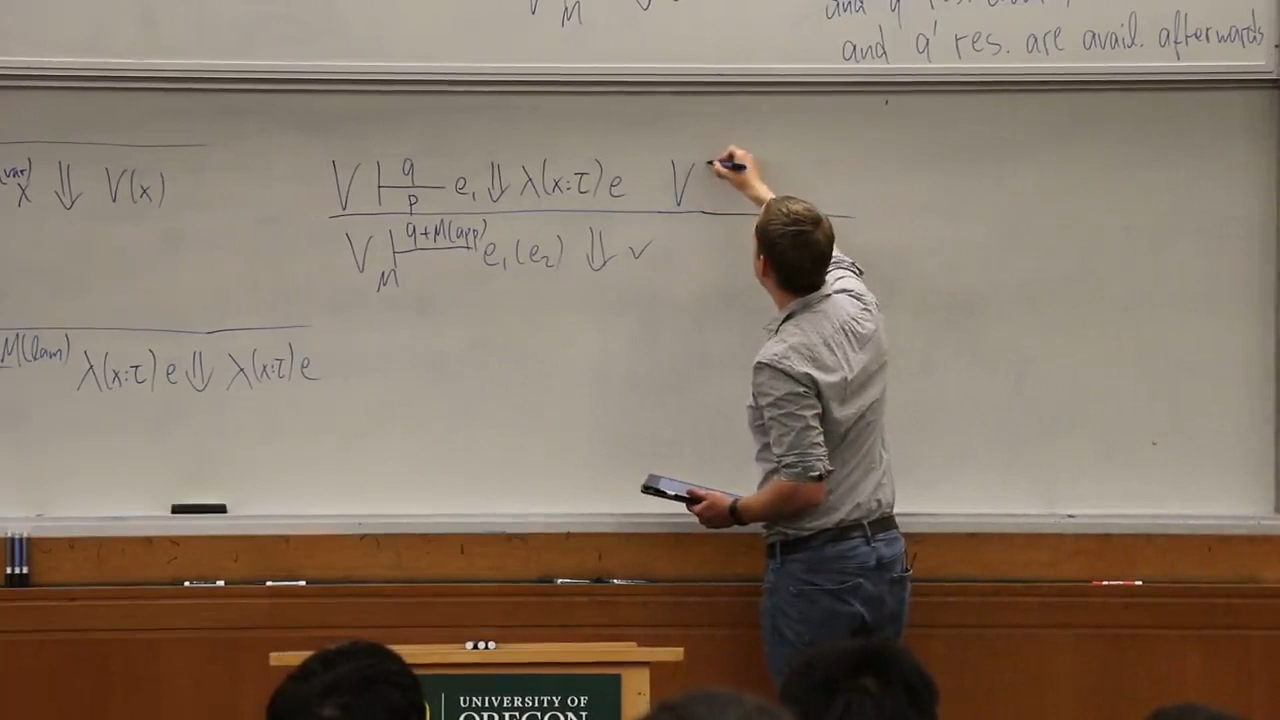 and q' res. are avail. afterwards
(var)
x ⇓ V(x)
V ⊢ q p e₁ ⇓ λ(x:τ)e V
V ⊢ M q+M(app) e₁(e₂) ⇓ v
M(lam) λ(x:τ)e ⇓ λ(x:τ)e
UNIVERSITY OF
OREGON